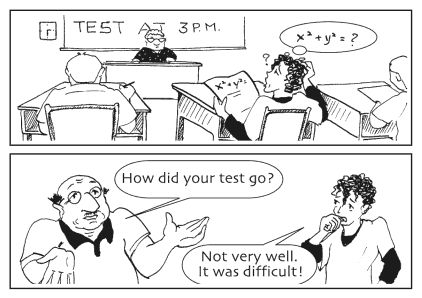 TEST AT 3 P.M.
x² + y² = ?
?
x² + y²:
How did your test go?
Not very well.
It was difficult!